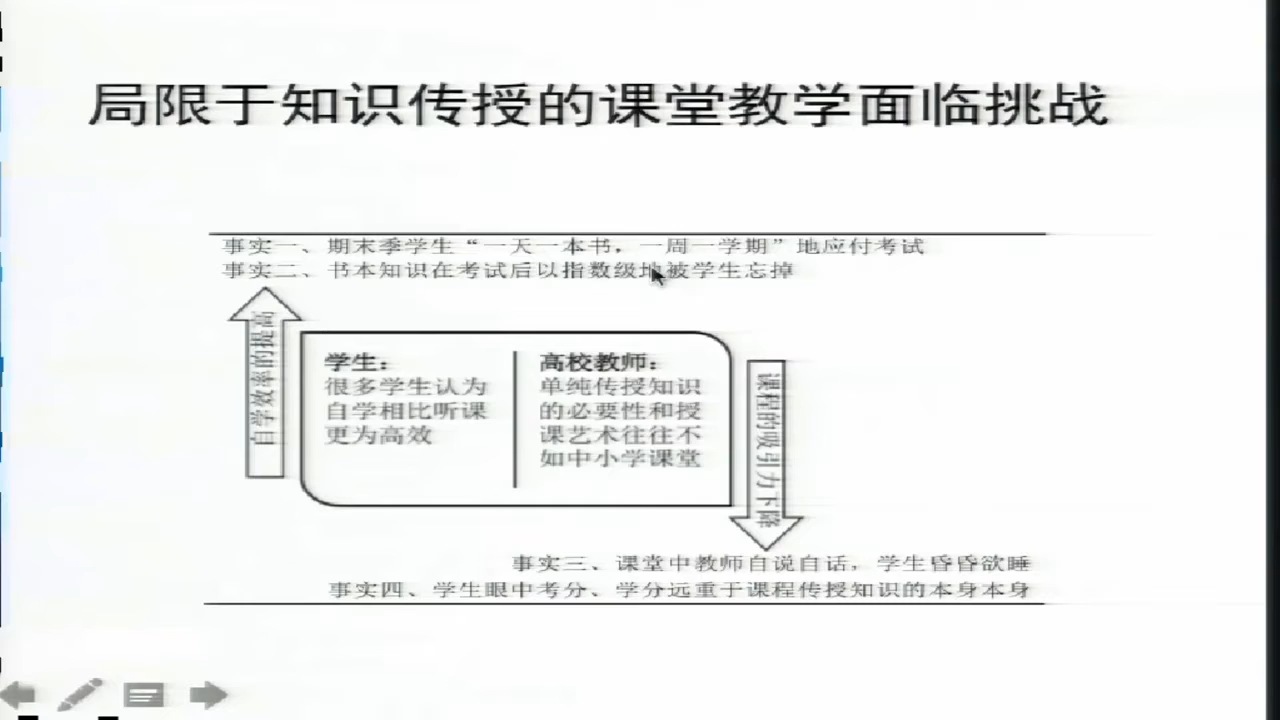 局限于知识传授的课堂教学面临挑战
事实一、期末季学生“一天一本书，一周一学期”地应付考试
事实二、书本知识在考试后以指数级地被学生忘掉
自学效率的提高
学生：
很多学生认为
自学相比听课
更为高效
高校教师：
单纯传授知识
的必要性和授
课艺术往往不
如中小学课堂
课程的吸引力下降
事实三、课堂中教师自说自话，学生昏昏欲睡
事实四、学生眼中考分、学分远重于课程传授知识的本身本身